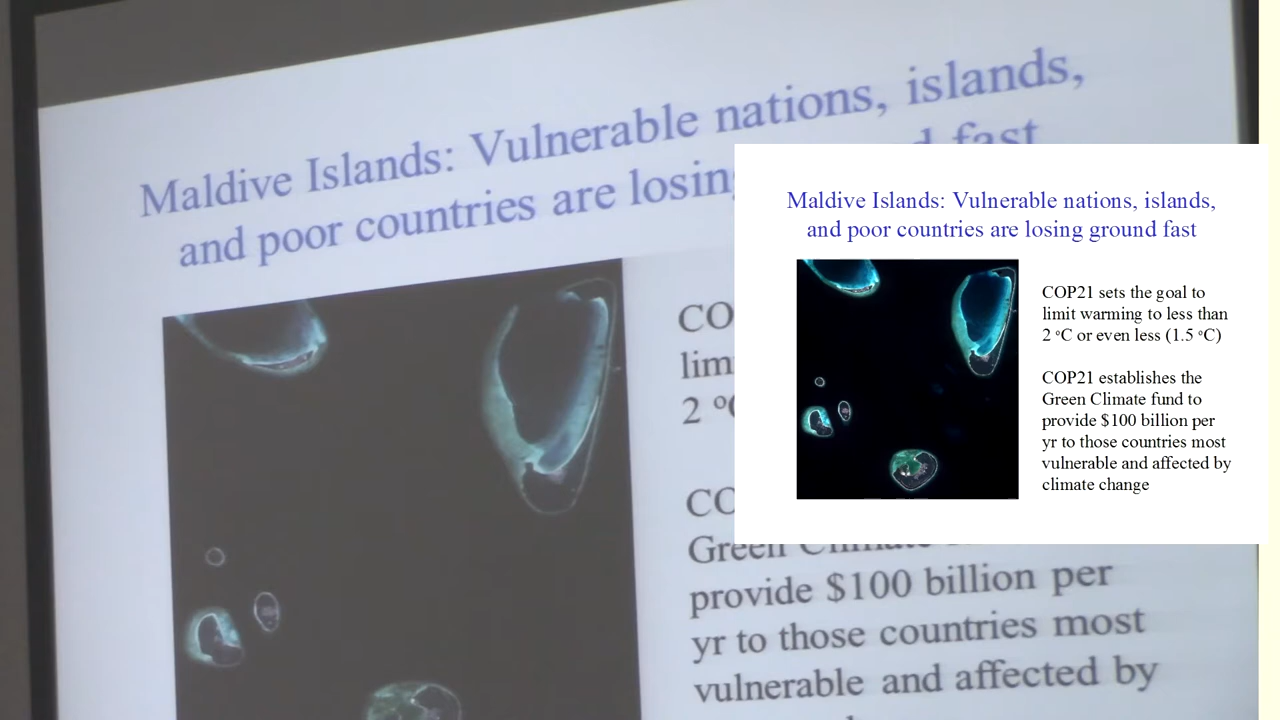 Maldive Islands: Vulnerable nations, islands,
and poor countries are losing
d fast
CO
lim
2 º
CO
Green Climate
provide $100 billion per
yr to those countries most
vulnerable and affected by
Maldive Islands: Vulnerable nations, islands,
and poor countries are losing ground fast
COP21 sets the goal to
limit warming to less than
2 ºC or even less (1.5 ºC)
COP21 establishes the
Green Climate fund to
provide $100 billion per
yr to those countries most
vulnerable and affected by
climate change